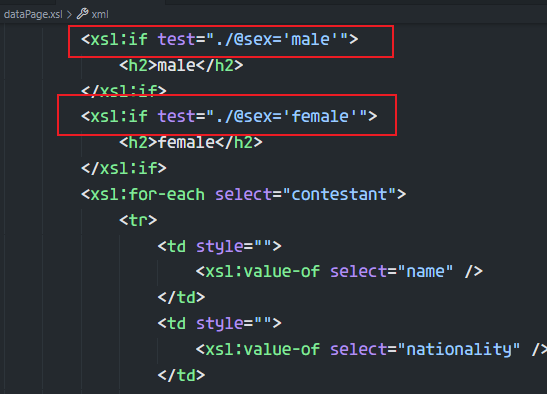 dataPage.xsl > xml
<xsl:if test="./@sex='male'">
<h2>male</h2>
</xsl:if>
<xsl:if test="./@sex='female'">
<h2>female</h2>
</xsl:if>
<xsl:for-each select="contestant">
<tr>
<td style="">
<xsl:value-of select="name" />
</td>
<td style="">
<xsl:value-of select="nationality" />
</td>